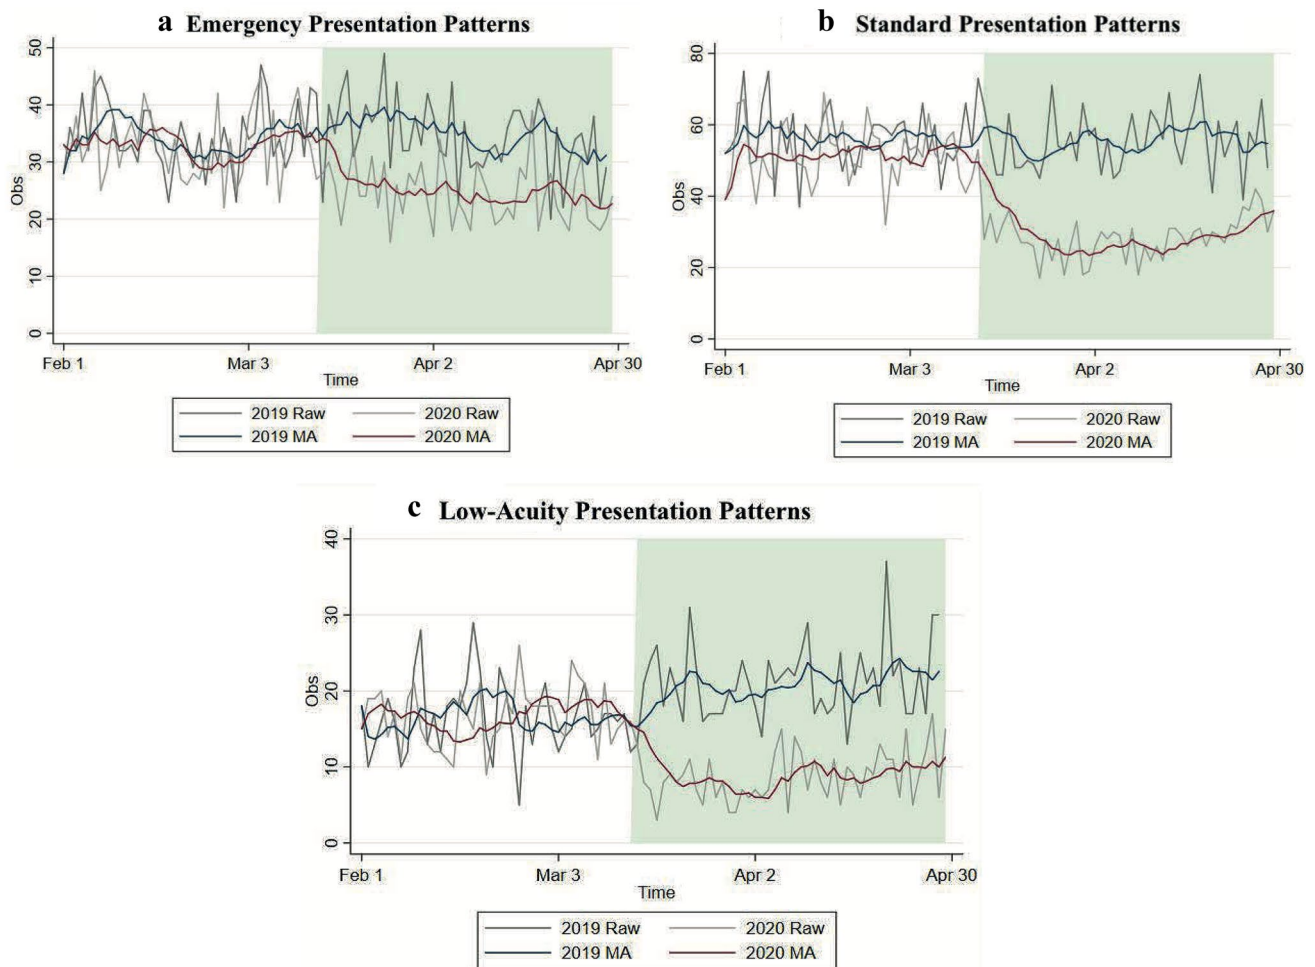 a Emergency Presentation Patterns
50
40
30
20
10
0
Obs
Feb 1 Mar 3 Apr 2 Apr 30
Time
2019 Raw 2020 Raw
2019 MA 2020 MA
b Standard Presentation Patterns
80
60
40
20
0
Obs
Feb 1 Mar 3 Apr 2 Apr 30
Time
2019 Raw 2020 Raw
2019 MA 2020 MA
c Low-Acuity Presentation Patterns
40
30
20
10
0
Obs
Feb 1 Mar 3 Apr 2 Apr 30
Time
2019 Raw 2020 Raw
2019 MA 2020 MA